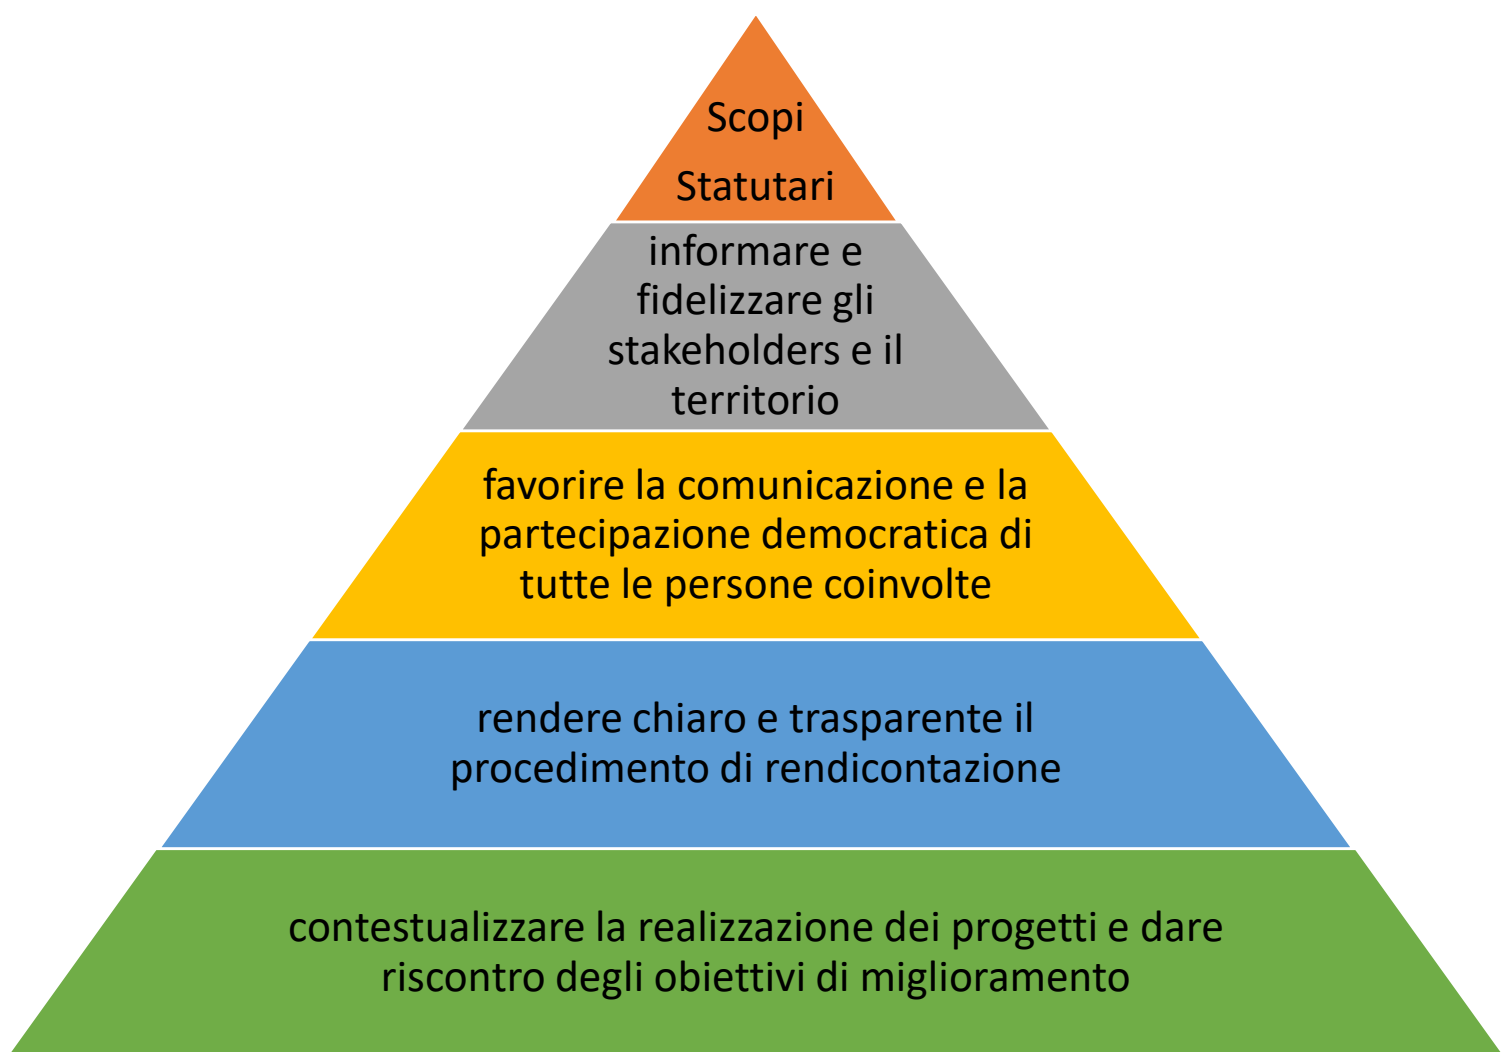 Scopi
Statutari
informare e
fidelizzare gli
stakeholders e il
territorio
favorire la comunicazione e la
partecipazione democratica di
tutte le persone coinvolte
rendere chiaro e trasparente il
procedimento di rendicontazione
contestualizzare la realizzazione dei progetti e dare
riscontro degli obiettivi di miglioramento